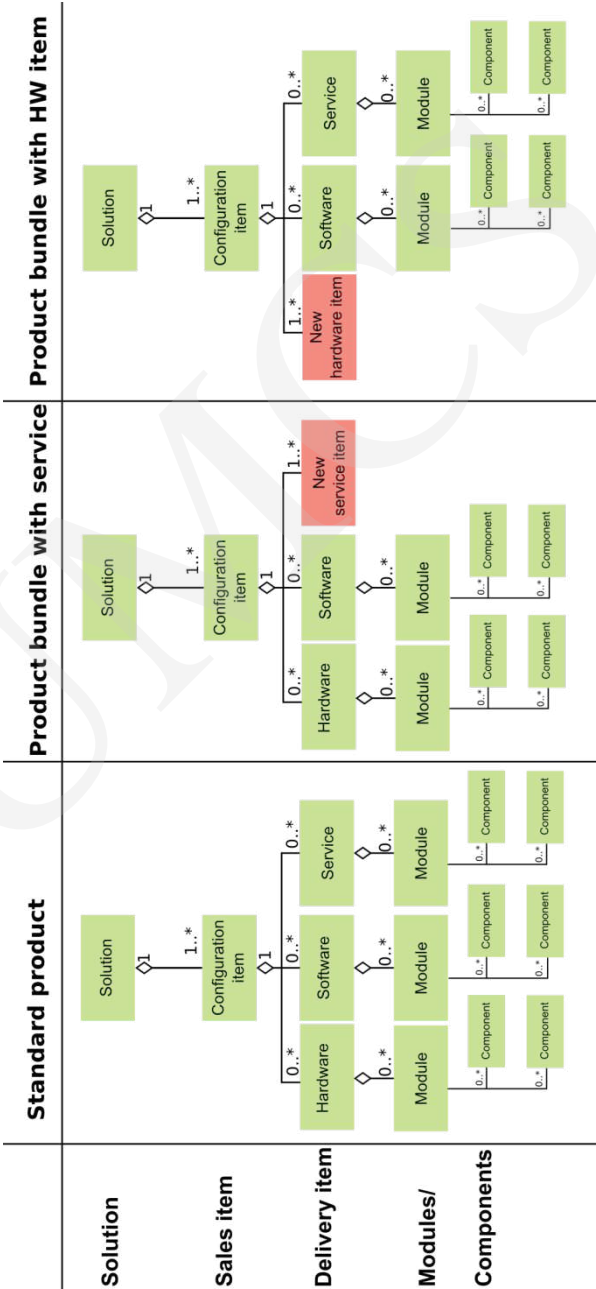 Standard product
Product bundle with service
Product bundle with HW item
Solution
Solution
Solution
Solution
1
1
1
1..*
1..*
1..*
Sales item
Configuration
item
Configuration
item
Configuration
item
1
1
1
0..*
0..*
0..*
0..*
0..*
1..*
1..*
0..*
0..*
Delivery item
Hardware
Software
Service
Hardware
Software
New
service item
New
hardware item
Software
Service
0..*
0..*
0..*
0..*
0..*
0..*
0..*
Modules/
Module
Module
Module
Module
Module
Module
Module
Components
0..*
Component
0..*
Component
0..*
Component
0..*
Component
0..*
Component
0..*
Component
0..*
Component
0..*
Component
0..*
Component
0..*
Component
0..*
Component
0..*
Component
0..*
Component
0..*
Component
UMCS